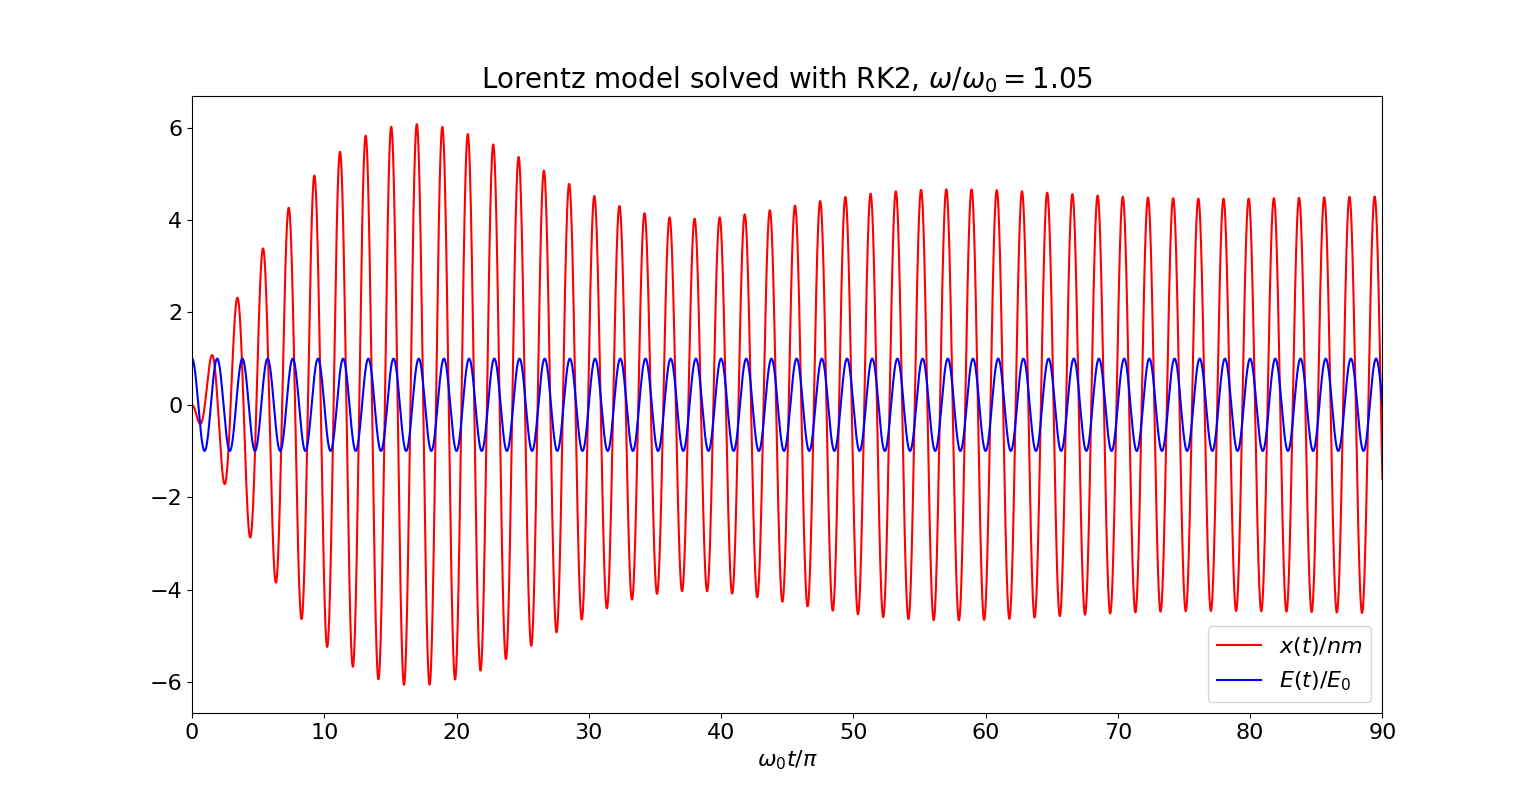 Lorentz model solved with RK2, ω/ω₀ = 1.05
6
4
2
0
−2
−4
−6
x(t)/nm
E(t)/E₀
0 10 20 30 40 50 60 70 80 90
ω₀t/π